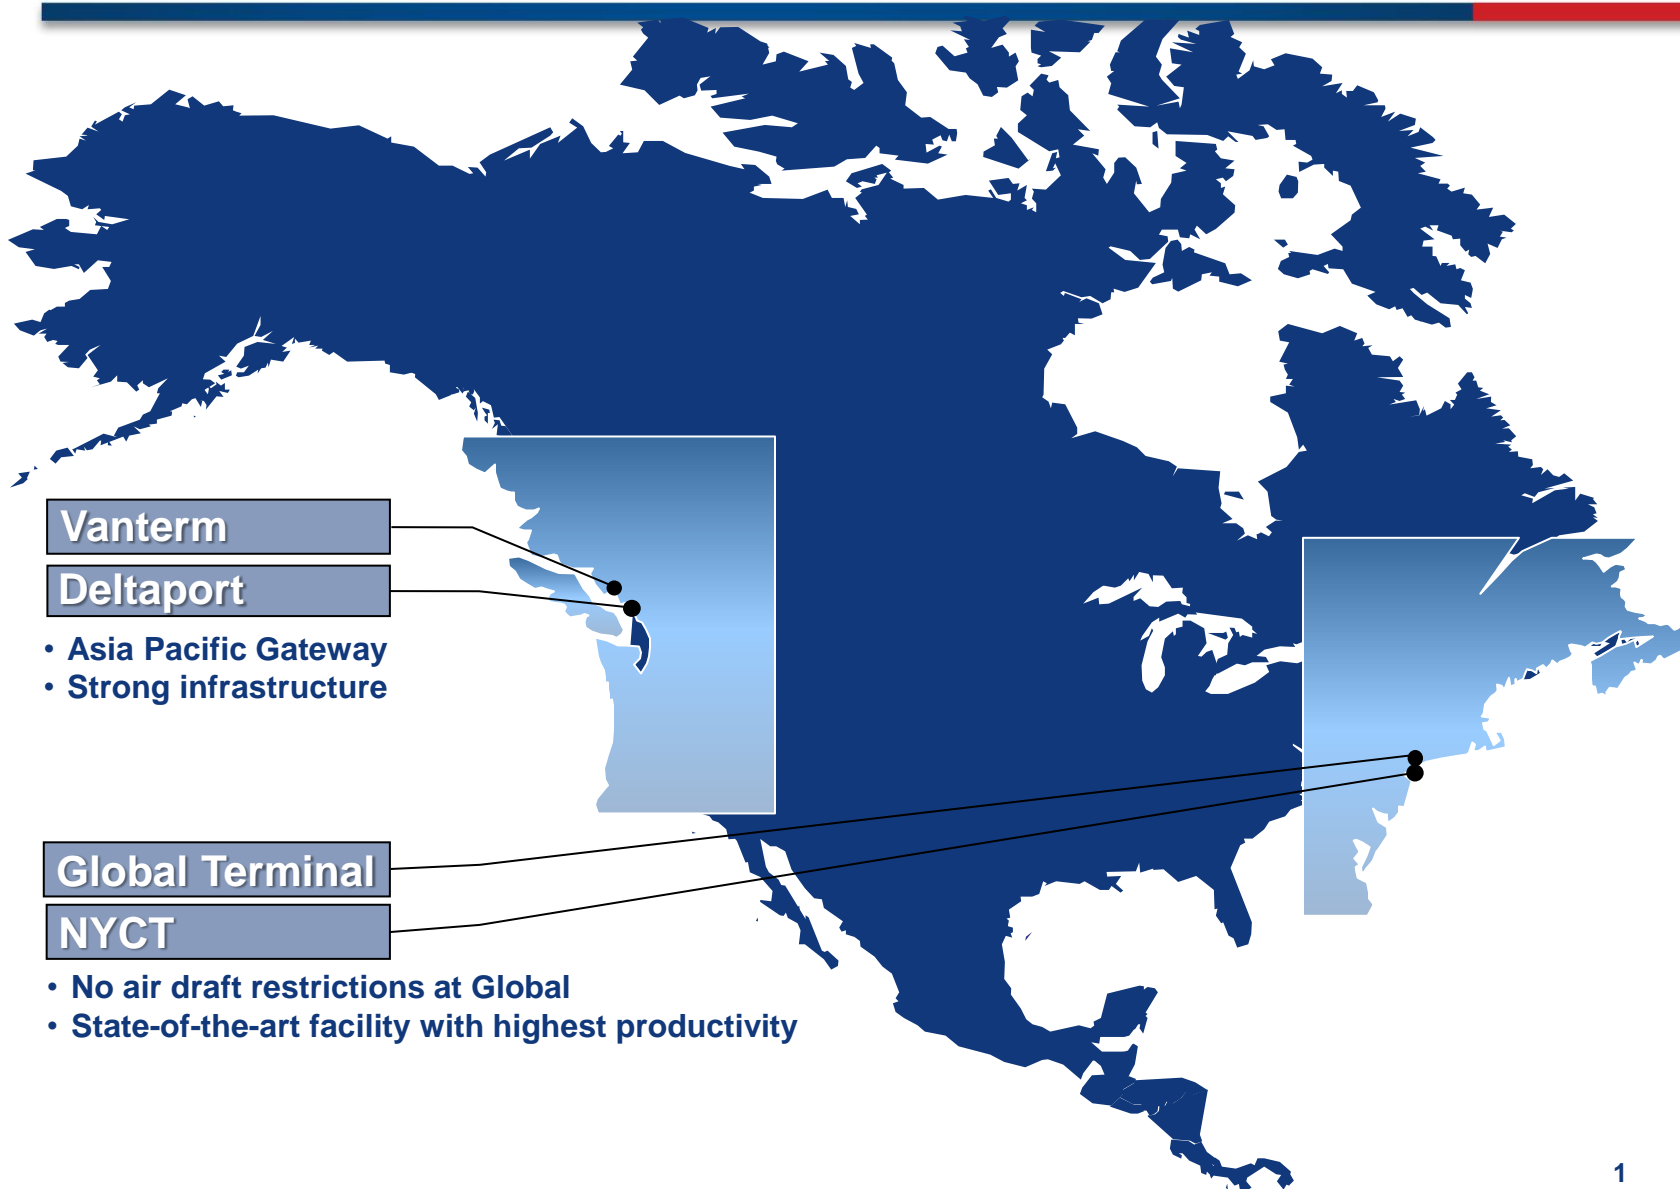 Vanterm
Deltaport
• Asia Pacific Gateway
• Strong infrastructure
Global Terminal
NYCT
• No air draft restrictions at Global
• State-of-the-art facility with highest productivity
1